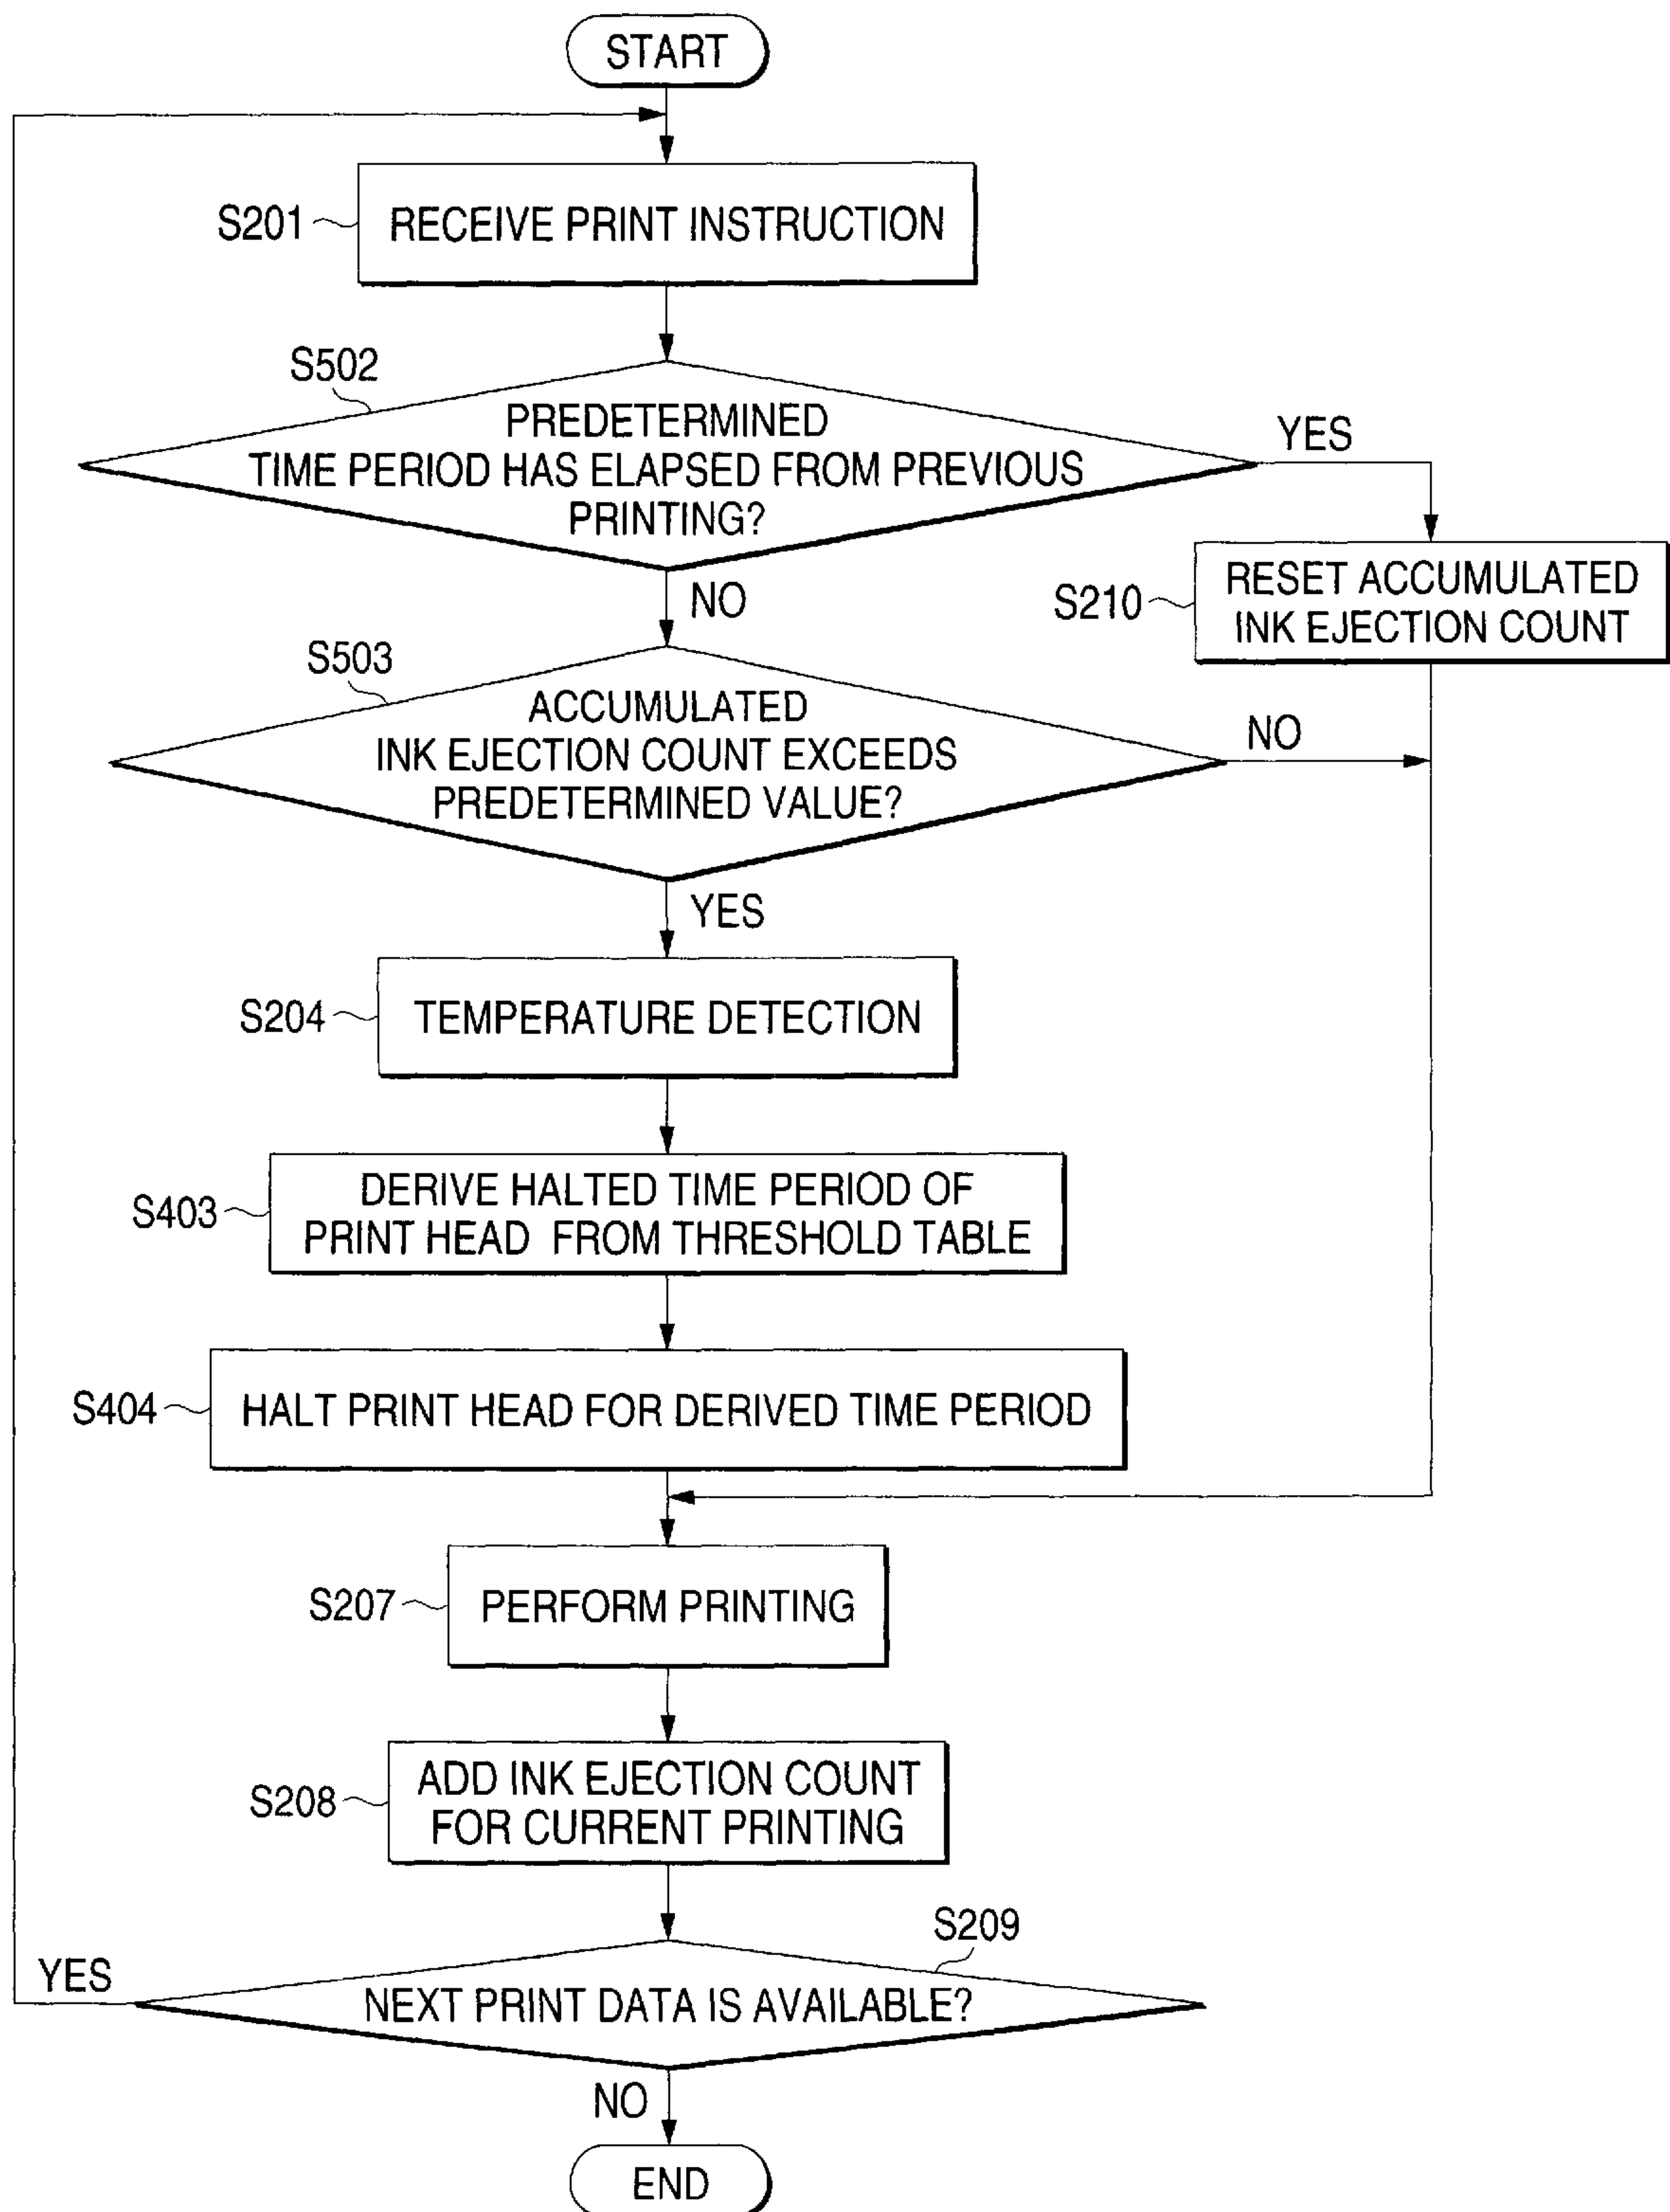 START
S201
RECEIVE PRINT INSTRUCTION
S502
PREDETERMINED
TIME PERIOD HAS ELAPSED FROM PREVIOUS
PRINTING?
YES
NO
S210
RESET ACCUMULATED
INK EJECTION COUNT
S503
ACCUMULATED
INK EJECTION COUNT EXCEEDS
PREDETERMINED VALUE?
NO
YES
S204
TEMPERATURE DETECTION
S403
DERIVE HALTED TIME PERIOD OF
PRINT HEAD FROM THRESHOLD TABLE
S404
HALT PRINT HEAD FOR DERIVED TIME PERIOD
S207
PERFORM PRINTING
S208
ADD INK EJECTION COUNT
FOR CURRENT PRINTING
S209
YES
NEXT PRINT DATA IS AVAILABLE?
NO
END